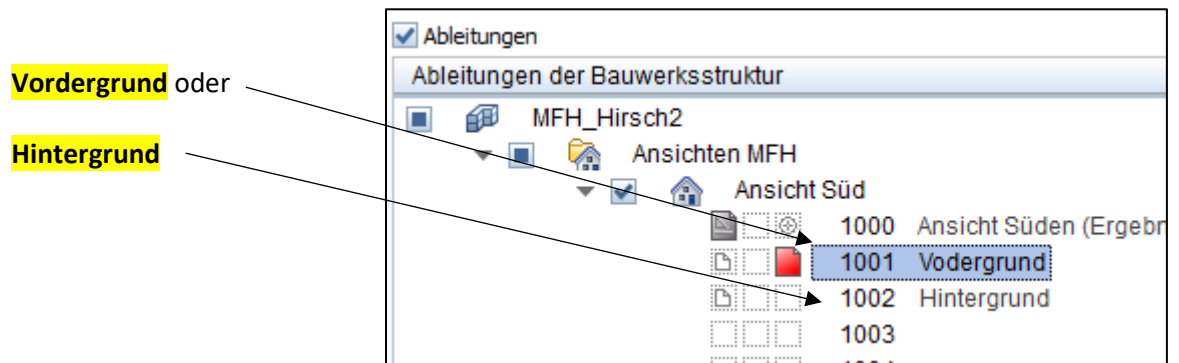 Ableitungen
Ableitungen der Bauwerksstruktur
Vordergrund oder
MFH_Hirsch2
Hintergrund
Ansichten MFH
Ansicht Süd
1000 Ansicht Süden (Ergebn
1001 Vodergrund
1002 Hintergrund
1003